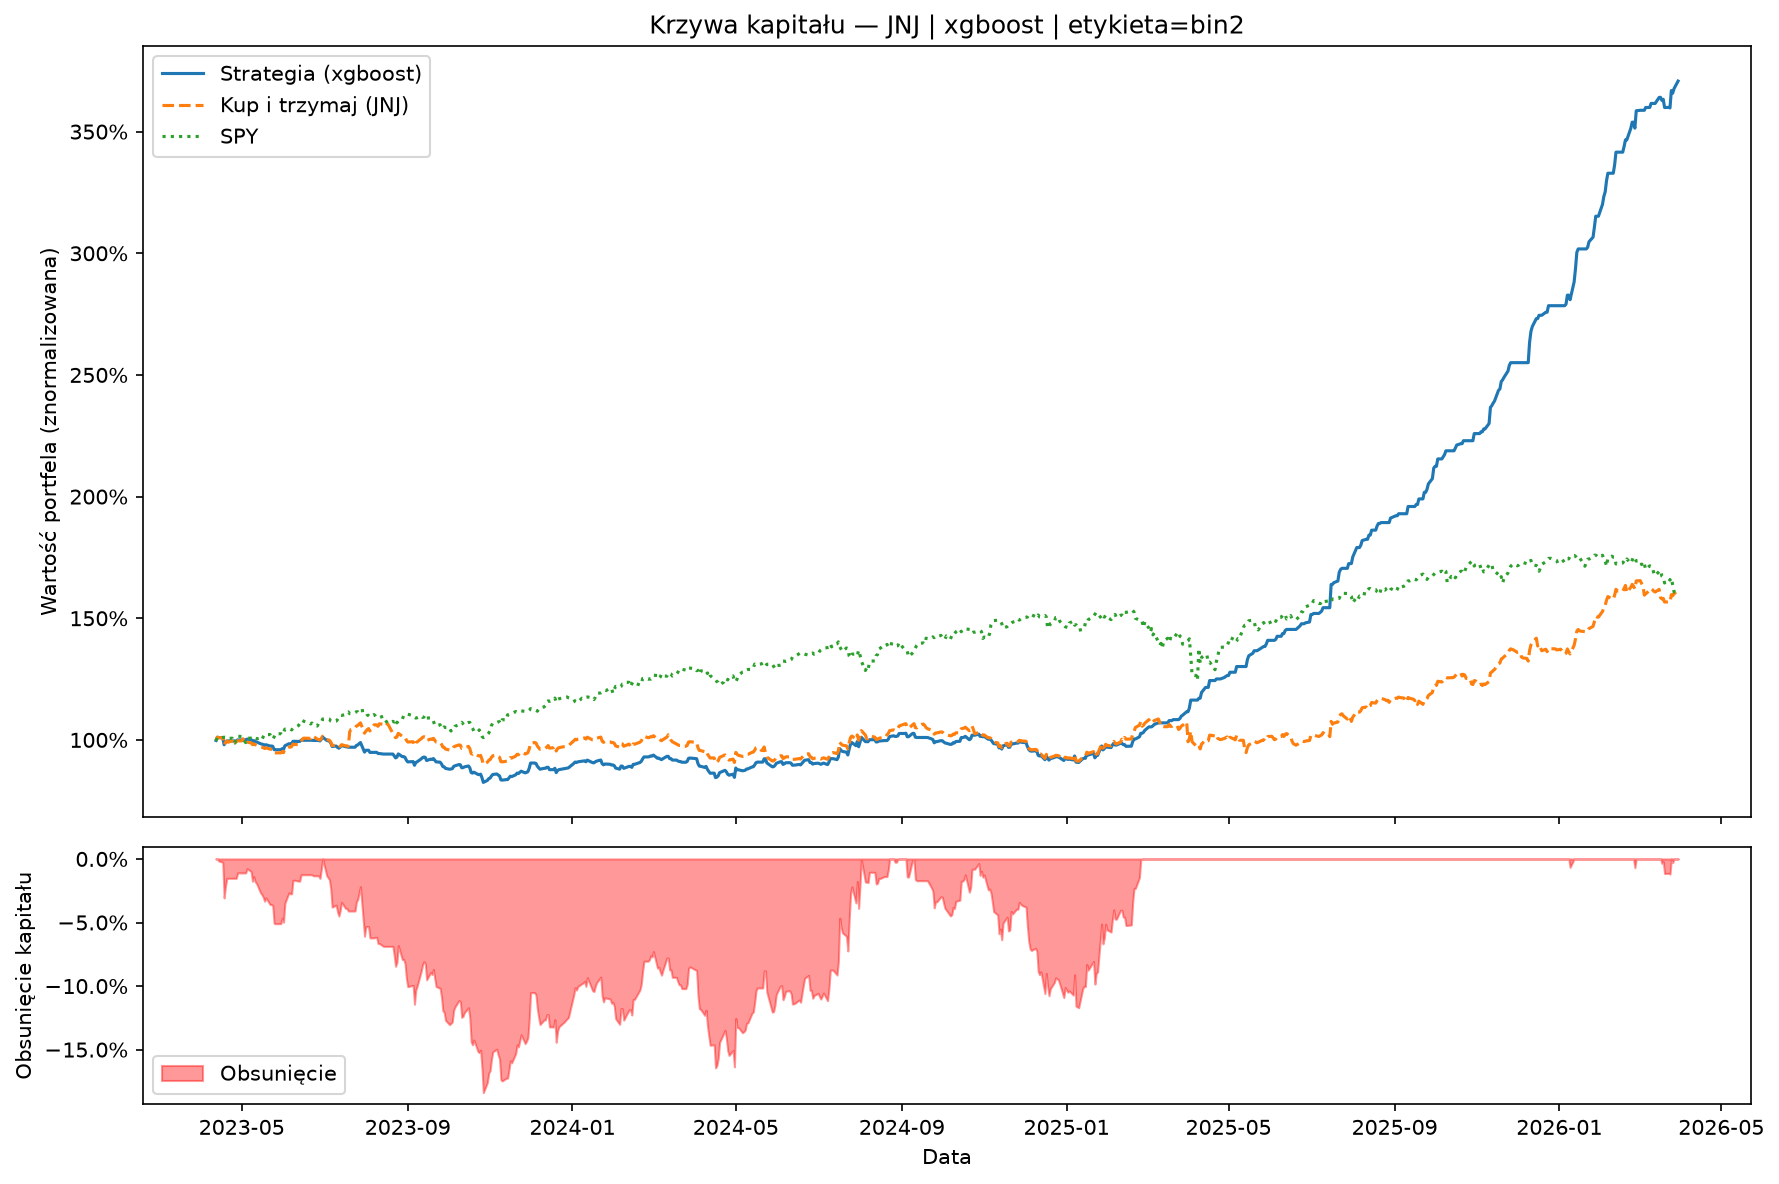 Krzywa kapitału — JNJ | xgboost | etykieta=bin2
Strategia (xgboost)
Kup i trzymaj (JNJ)
SPY
Wartość portfela (znormalizowana)
350%
300%
250%
200%
150%
100%
Obsunięcie kapitału
0.0%
−5.0%
−10.0%
−15.0%
Obsunięcie
2023-05
2023-09
2024-01
2024-05
2024-09
2025-01
2025-05
2025-09
2026-01
2026-05
Data